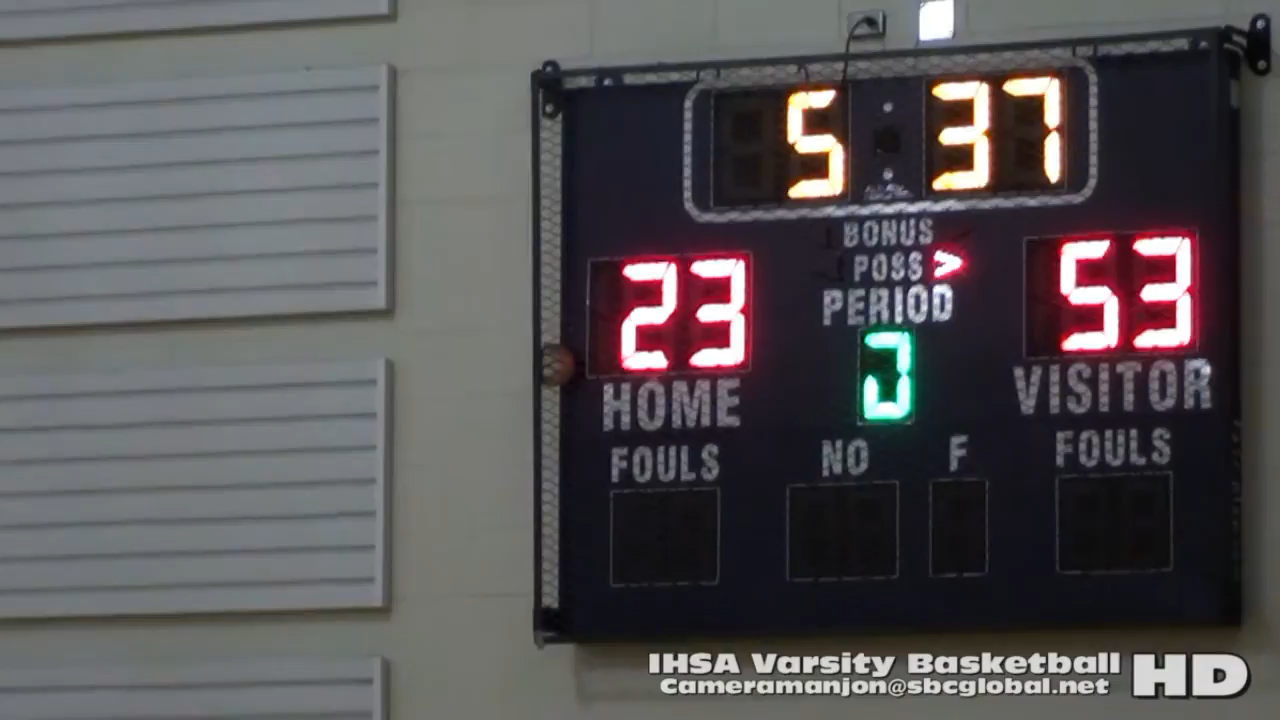 5:37
BONUS
POSS >
PERIOD
23
53
HOME
VISITOR
FOULS
NO
F
FOULS
IHSA Varsity Basketball HD
Cameramanjon@sbcglobal.net